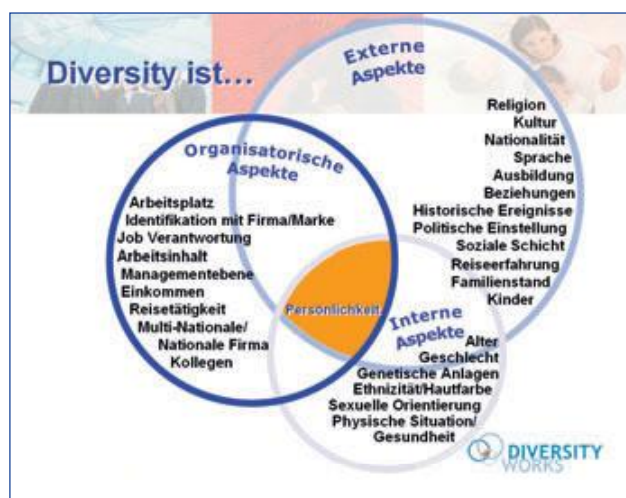 Diversity ist...
Externe
Aspekte
Religion
Kultur
Nationalität
Sprache
Ausbildung
Beziehungen
Historische Ereignisse
Politische Einstellung
Soziale Schicht
Reiseerfahrung
Familienstand
Kinder
Organisatorische
Aspekte
Arbeitsplatz
Identifikation mit Firma/Marke
Job Verantwortung
Arbeitsinhalt
Managementebene
Einkommen
Reisetätigkeit
Multi-Nationale/
Nationale Firma
Kollegen
Persönlichkeit
Interne
Aspekte
Alter
Geschlecht
Genetische Anlagen
Ethnizität/Hautfarbe
Sexuelle Orientierung
Physische Situation/
Gesundheit
DIVERSITY
WORKS